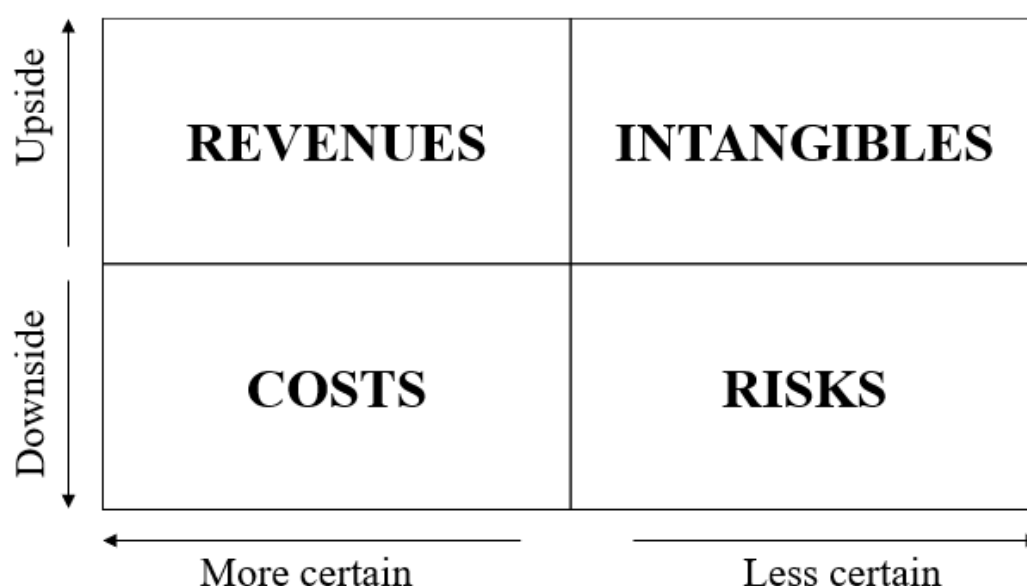 Upside
REVENUES
INTANGIBLES
Downside
COSTS
RISKS
More certain
Less certain